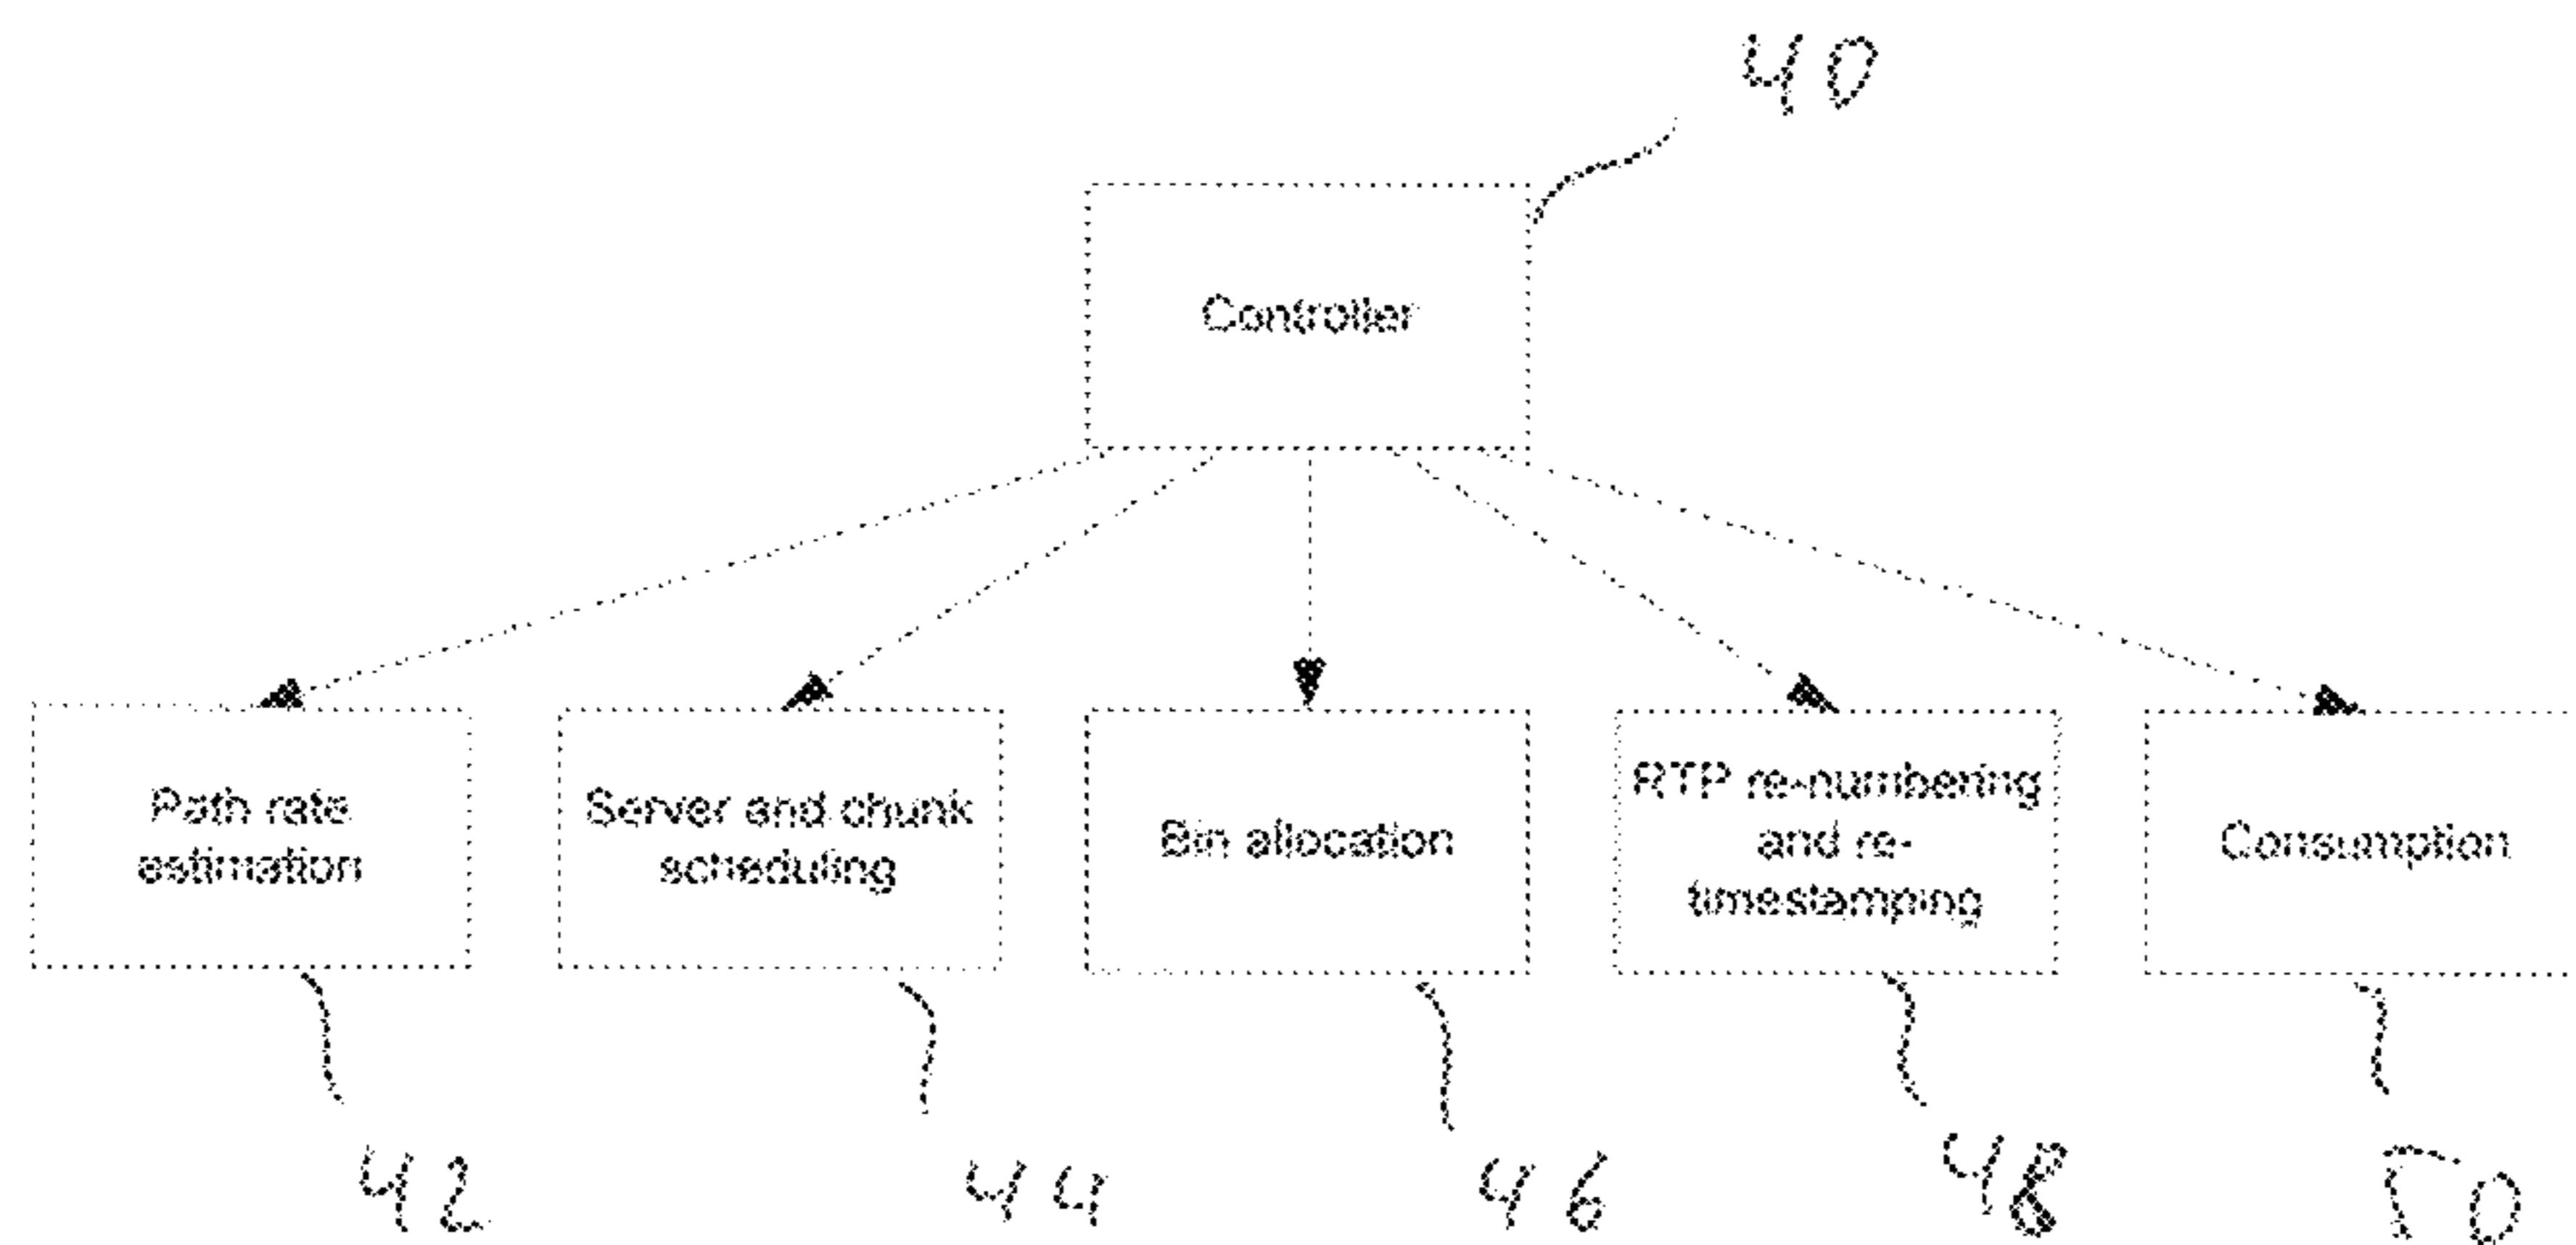 40
Controller
Path rate
estimation
Server and chunk
scheduling
Bin allocation
RTP re-numbering
and re-
timestamping
Consumption
42
44
46
48
50